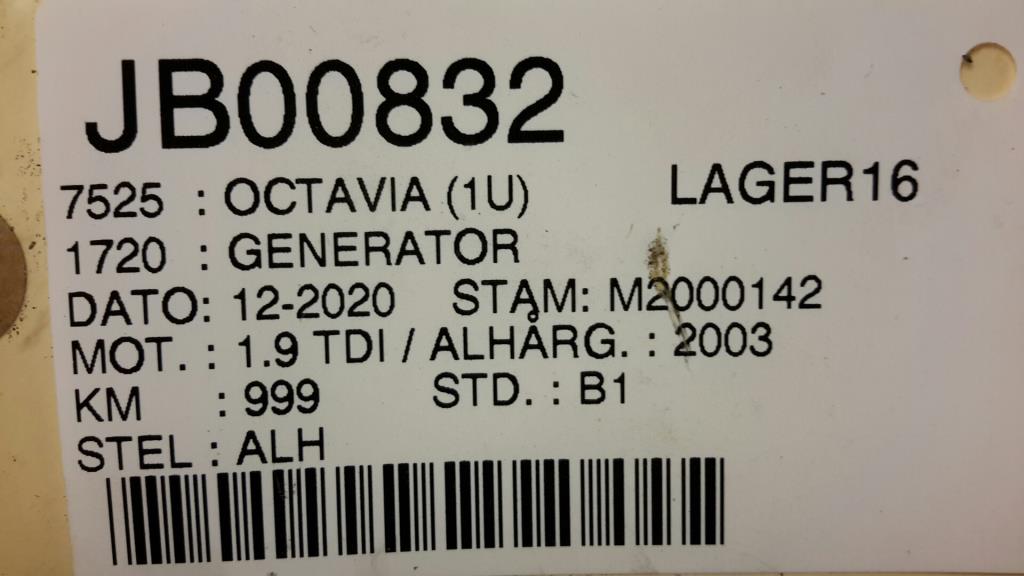 JB00832
7525 : OCTAVIA (1U) LAGER16
1720 : GENERATOR
DATO: 12-2020 STAM: M2000142
MOT. : 1.9 TDI / ALHÅRG. : 2003
KM : 999 STD. : B1
STEL : ALH